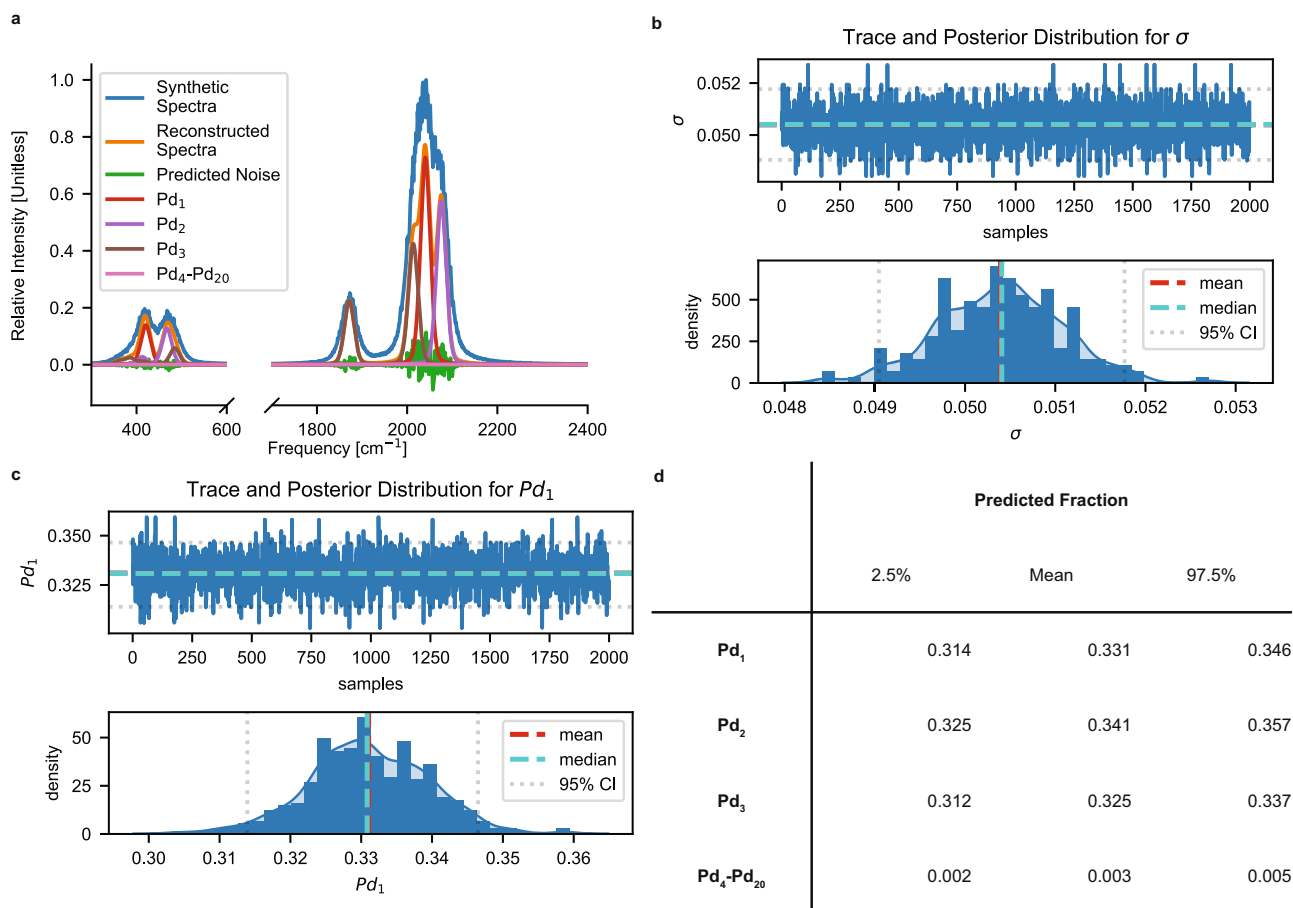 a
Relative Intensity [Unitless]
1.0
0.8
0.6
0.4
0.2
0.0
Synthetic
Spectra
Reconstructed
Spectra
Predicted Noise
Pd₁
Pd₂
Pd₃
Pd₄-Pd₂₀
400 600 1800 2000 2200 2400
Frequency [cm⁻¹]
b
Trace and Posterior Distribution for σ
σ
0.052
0.050
0 250 500 750 1000 1250 1500 1750 2000
samples
density
500
250
0
mean
median
95% CI
0.048 0.049 0.050 0.051 0.052 0.053
σ
c
Trace and Posterior Distribution for Pd₁
Pd₁
0.350
0.325
0 250 500 750 1000 1250 1500 1750 2000
samples
density
50
25
0
mean
median
95% CI
0.30 0.31 0.32 0.33 0.34 0.35 0.36
Pd₁
d
Predicted Fraction
2.5% Mean 97.5%
Pd₁ 0.314 0.331 0.346
Pd₂ 0.325 0.341 0.357
Pd₃ 0.312 0.325 0.337
Pd₄-Pd₂₀ 0.002 0.003 0.005